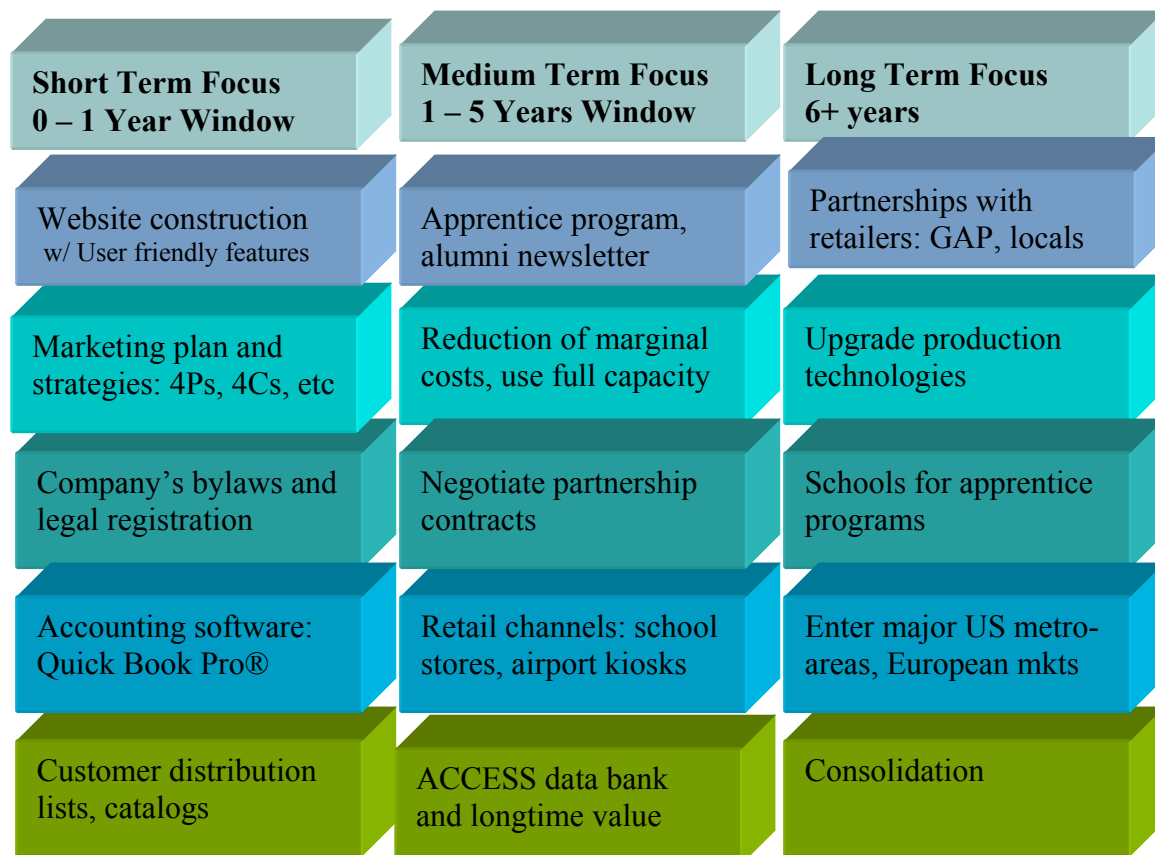 Short Term Focus
0 – 1 Year Window
Medium Term Focus
1 – 5 Years Window
Long Term Focus
6+ years
Website construction
w/ User friendly features
Apprentice program,
alumni newsletter
Partnerships with
retailers: GAP, locals
Marketing plan and
strategies: 4Ps, 4Cs, etc
Reduction of marginal
costs, use full capacity
Upgrade production
technologies
Company’s bylaws and
legal registration
Negotiate partnership
contracts
Schools for apprentice
programs
Accounting software:
Quick Book Pro®
Retail channels: school
stores, airport kiosks
Enter major US metro-
areas, European mkts
Customer distribution
lists, catalogs
ACCESS data bank
and longtime value
Consolidation